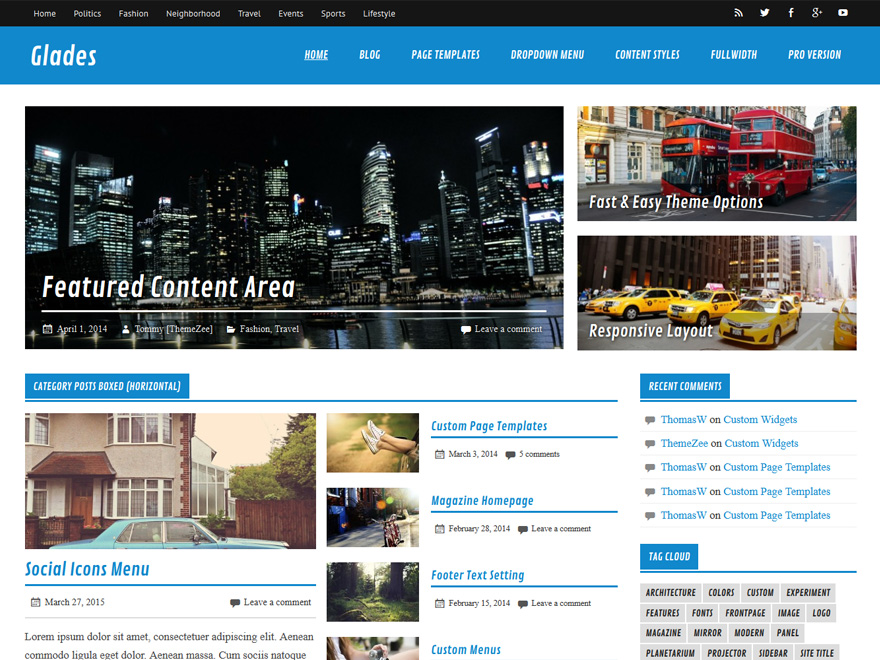 Home Politics Fashion Neighborhood Travel Events Sports Lifestyle
Glades
HOME BLOG PAGE TEMPLATES DROPDOWN MENU CONTENT STYLES FULLWIDTH PRO VERSION
Featured Content Area
April 1, 2014 Tommy [ThemeZee] Fashion, Travel Leave a comment
Fast & Easy Theme Options
Responsive Layout
CATEGORY POSTS BOXED (HORIZONTAL)
Social Icons Menu
March 27, 2015 Leave a comment
Lorem ipsum dolor sit amet, consectetuer adipiscing elit. Aenean
commodo ligula eget dolor. Aenean massa. Cum sociis natoque
Custom Page Templates
March 3, 2014 5 comments
Magazine Homepage
February 28, 2014 Leave a comment
Footer Text Setting
February 15, 2014 Leave a comment
Custom Menus
RECENT COMMENTS
ThomasW on Custom Widgets
ThemeZee on Custom Widgets
ThomasW on Custom Page Templates
ThomasW on Custom Page Templates
ThomasW on Custom Page Templates
TAG CLOUD
ARCHITECTURE COLORS CUSTOM EXPERIMENT
FEATURES FONTS FRONTPAGE IMAGE LOGO
MAGAZINE MIRROR MODERN PANEL
PLANETARIUM PROJECTOR SIDEBAR SITE TITLE